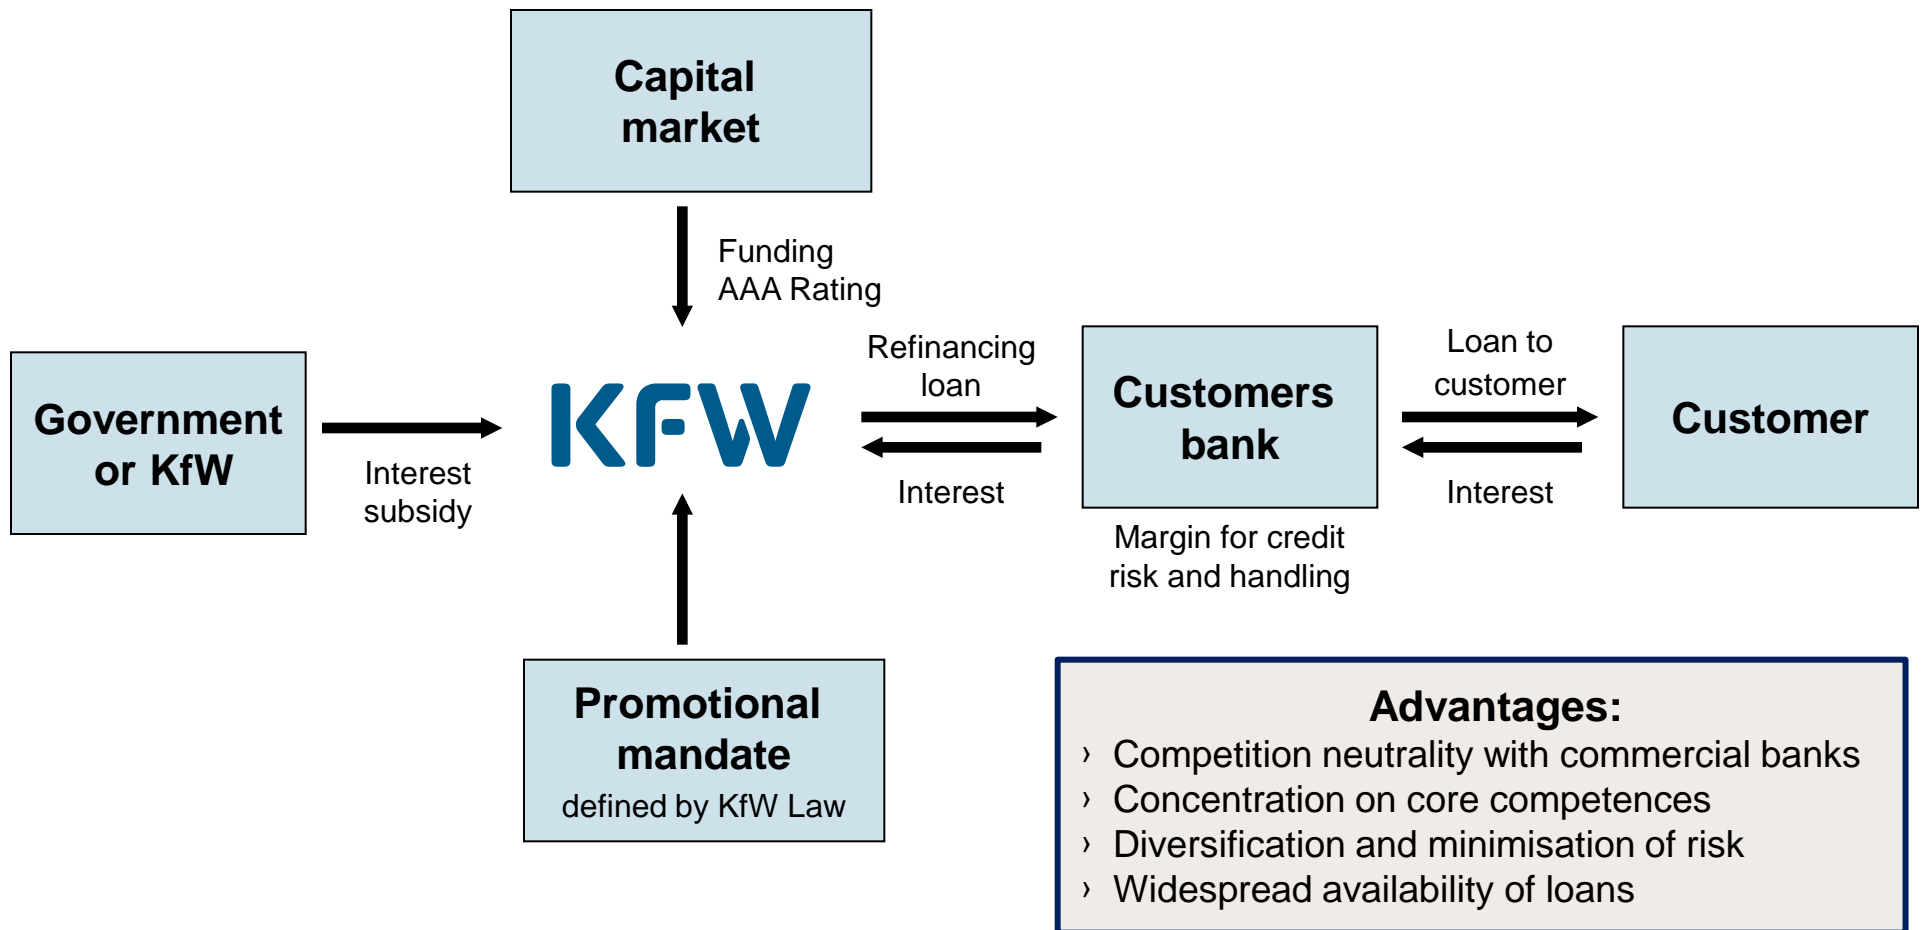 Capital
market
Funding
AAA Rating
Government
or KfW
Interest
subsidy
KFW
Refinancing
loan
Interest
Customers
bank
Margin for credit
risk and handling
Loan to
customer
Interest
Customer
Promotional
mandate
defined by KfW Law
Advantages:
› Competition neutrality with commercial banks
› Concentration on core competences
› Diversification and minimisation of risk
› Widespread availability of loans